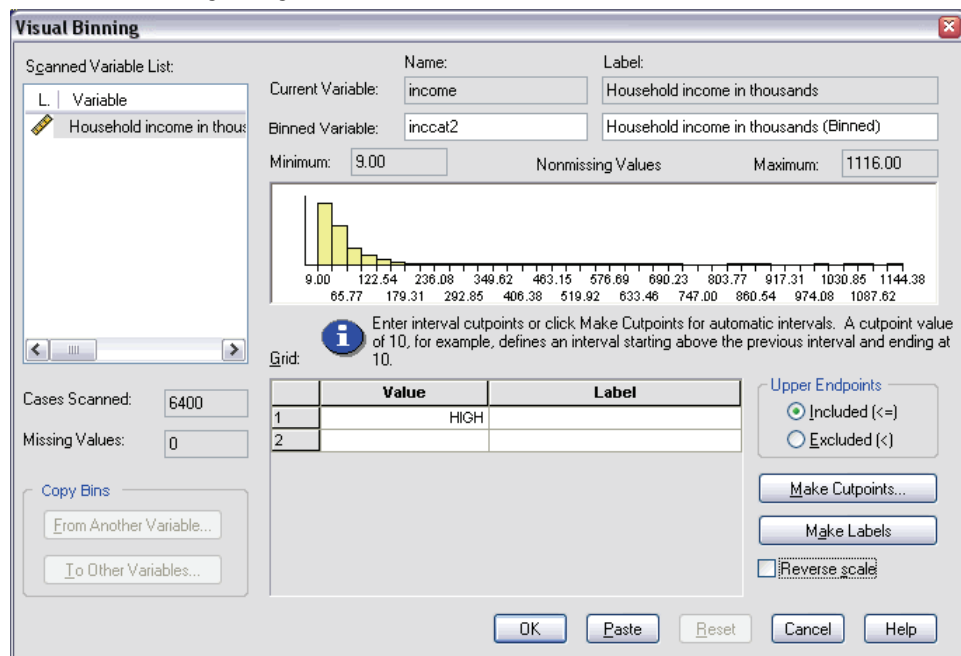 Visual Binning
Scanned Variable List:
L. Variable
Household income in thous
Name: Label:
Current Variable: income Household income in thousands
Binned Variable: inccat2 Household income in thousands (Binned)
Minimum: 9.00 Nonmissing Values Maximum: 1116.00
9.00 122.54 236.08 349.62 463.15 576.69 690.23 803.77 917.31 1030.85 1144.38
65.77 179.31 292.85 406.38 519.92 633.46 747.00 860.54 974.08 1087.62
i
Enter interval cutpoints or click Make Cutpoints for automatic intervals. A cutpoint value
of 10, for example, defines an interval starting above the previous interval and ending at
10.
Grid:
Value Label
1 HIGH
2
Cases Scanned: 6400
Missing Values: 0
Copy Bins
From Another Variable...
To Other Variables...
Upper Endpoints
Included (<=)
Excluded (<)
Make Cutpoints...
Make Labels
Reverse scale
OK Paste Reset Cancel Help